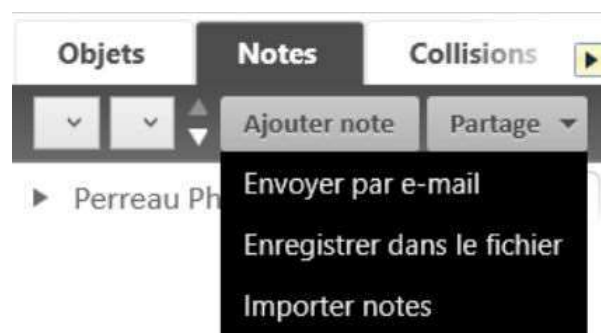 Objets Notes Collisions
Ajouter note Partage
Perreau Ph
Envoyer par e-mail
Enregistrer dans le fichier
Importer notes